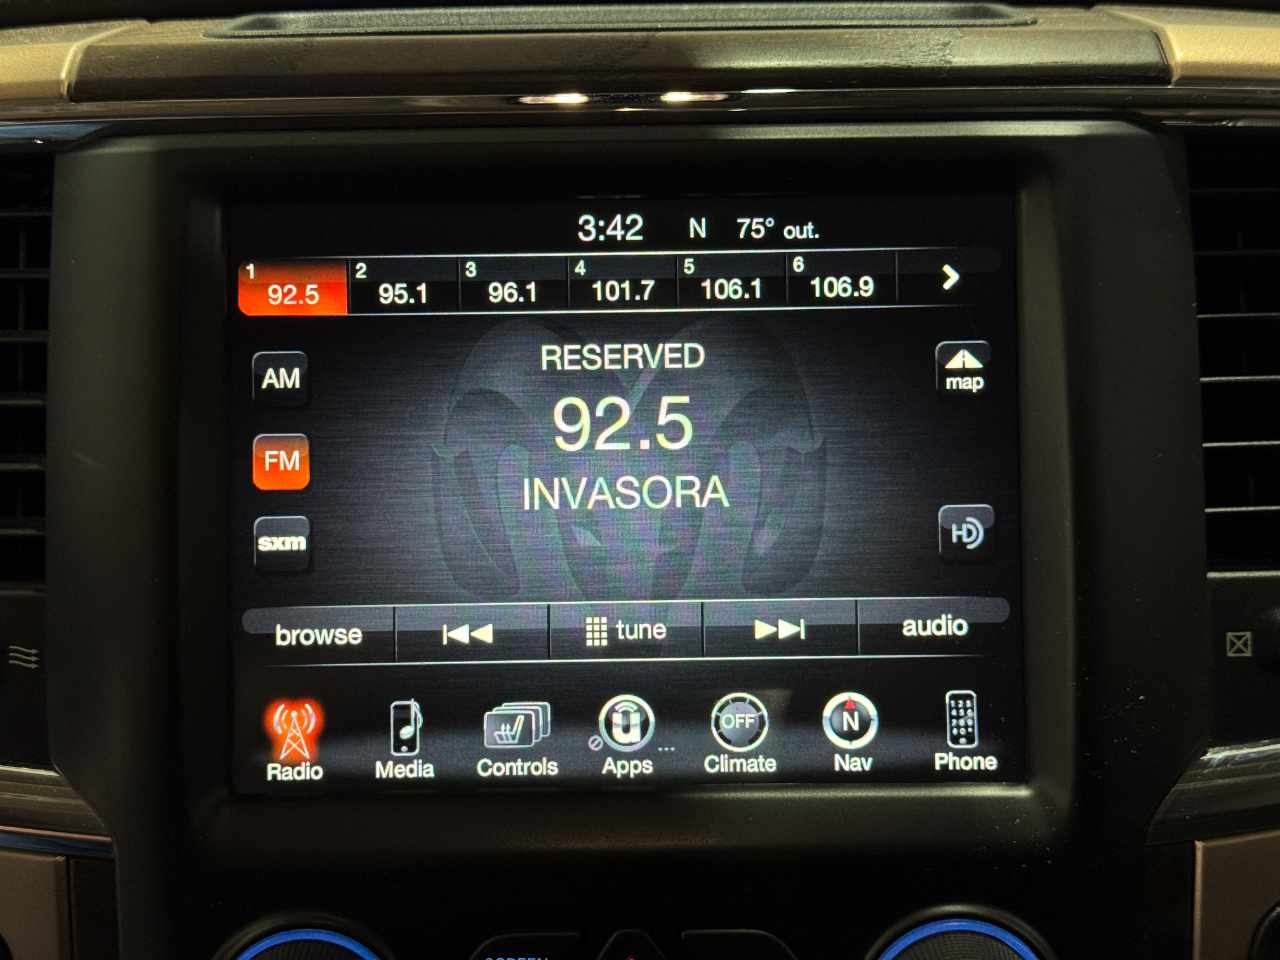 3:42 N 75° out.
1 2 3 4 5 6
92.5 95.1 96.1 101.7 106.1 106.9
RESERVED
AM
map
92.5
FM
INVASORA
sxm
HD
browse tune audio
u OFF N
Radio Media Controls Apps ... Climate Nav Phone
SCREEN